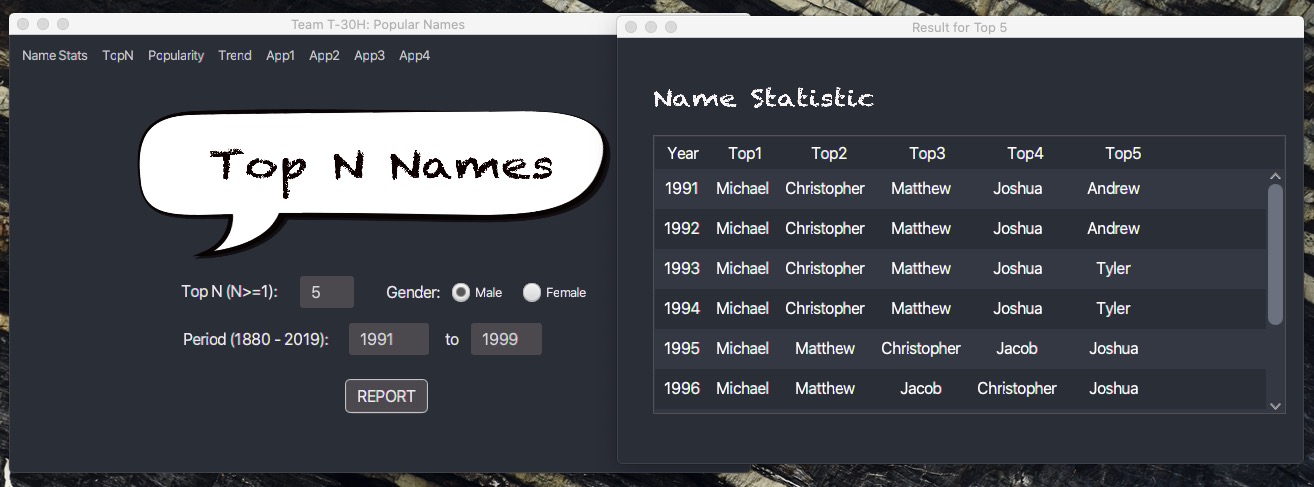 Team T-30H: Popular Names
Name Stats TopN Popularity Trend App1 App2 App3 App4
Top N Names
Top N (N>=1): 5 Gender: Male Female
Period (1880 - 2019): 1991 to 1999
REPORT
Result for Top 5
Name Statistic
Year Top1 Top2 Top3 Top4 Top5
1991 Michael Christopher Matthew Joshua Andrew
1992 Michael Christopher Matthew Joshua Andrew
1993 Michael Christopher Matthew Joshua Tyler
1994 Michael Christopher Matthew Joshua Tyler
1995 Michael Matthew Christopher Jacob Joshua
1996 Michael Matthew Jacob Christopher Joshua